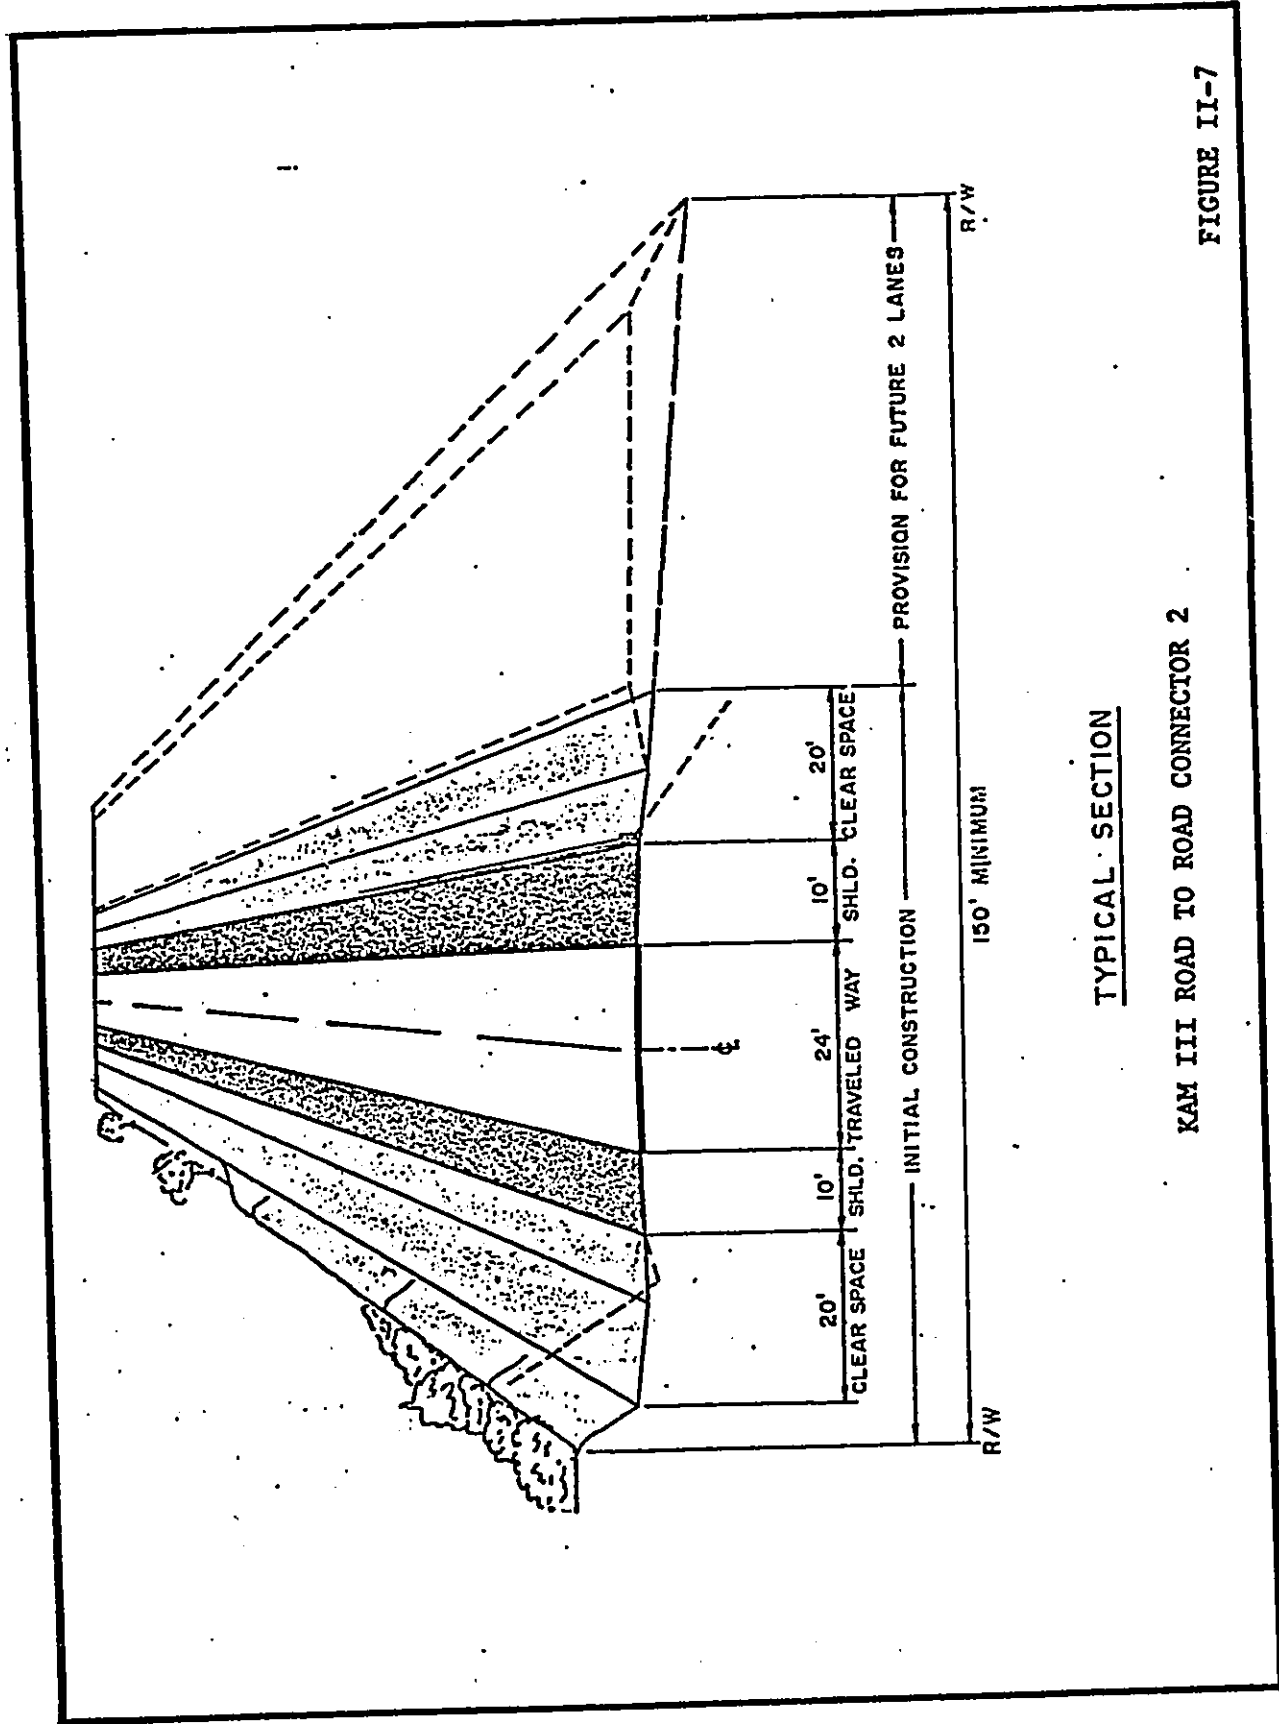 20' 10' 24' 10' 20'
CLEAR SPACE SHLD. TRAVELED WAY SHLD. CLEAR SPACE
INITIAL CONSTRUCTION
PROVISION FOR FUTURE 2 LANES
150' MINIMUM
R/W
R/W
℄
TYPICAL SECTION
KAM III ROAD TO ROAD CONNECTOR 2
FIGURE II-7